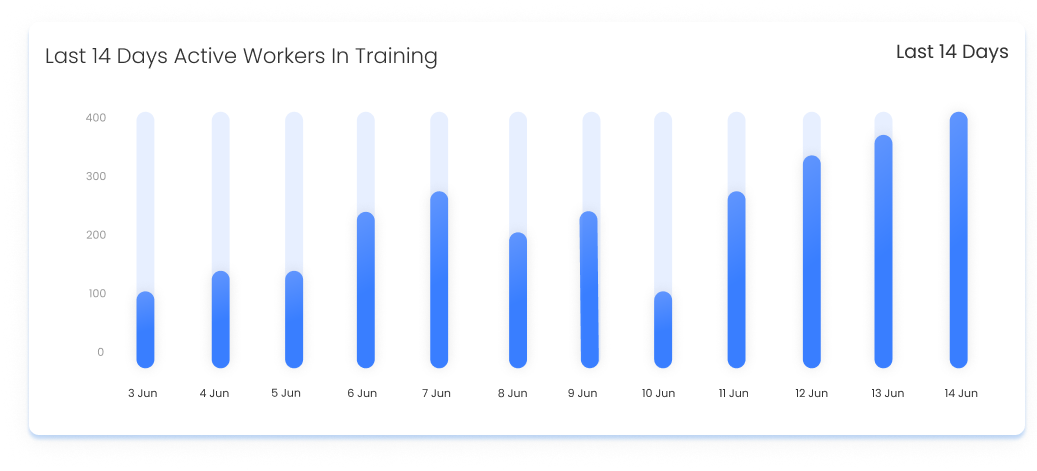 Last 14 Days Active Workers In Training
Last 14 Days
400
300
200
100
0
3 Jun
4 Jun
5 Jun
6 Jun
7 Jun
8 Jun
9 Jun
10 Jun
11 Jun
12 Jun
13 Jun
14 Jun